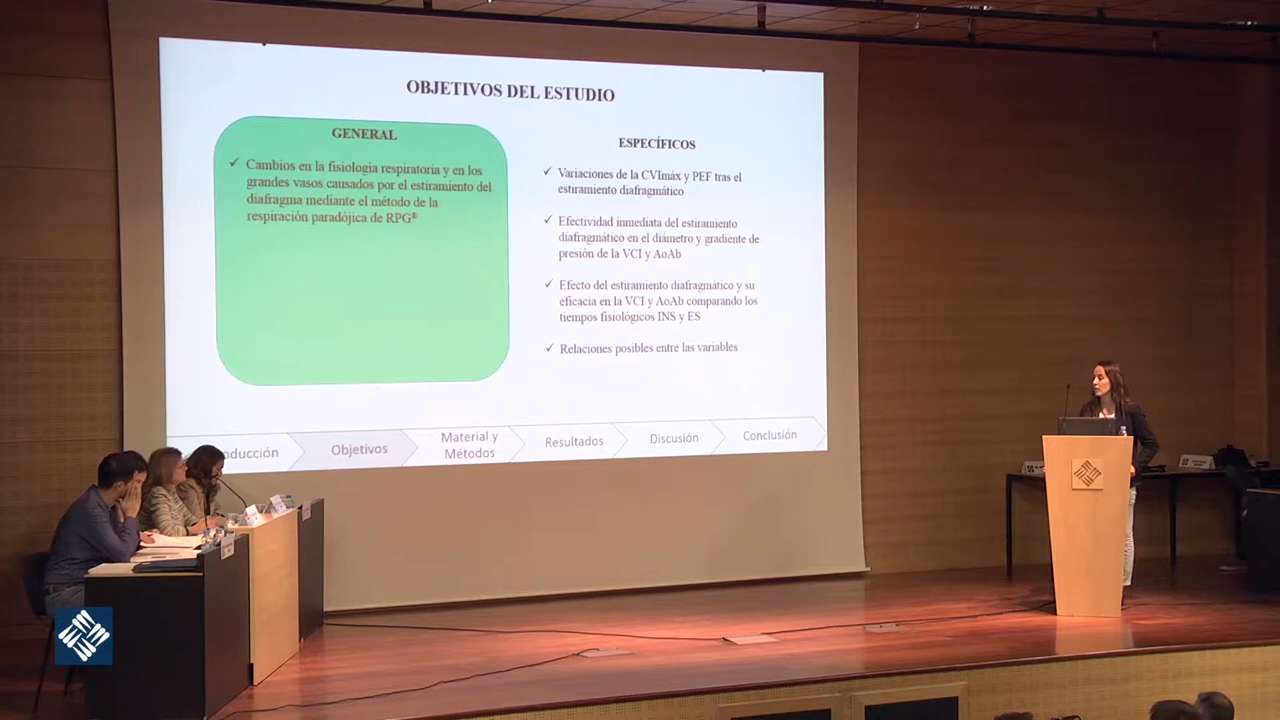 OBJETIVOS DEL ESTUDIO
GENERAL
✓ Cambios en la fisiología respiratoria y en los
grandes vasos causados por el estiramiento del
diafragma mediante el método de la
respiración paradójica de RPG®
ESPECÍFICOS
✓ Variaciones de la CVImáx y PEF tras el
estiramiento diafragmático
✓ Efectividad inmediata del estiramiento
diafragmático en el diámetro y gradiente de
presión de la VCI y AoAb
✓ Efecto del estiramiento diafragmático y su
eficacia en la VCI y AoAb comparando los
tiempos fisiológicos INS y ES
✓ Relaciones posibles entre las variables
oducción
Objetivos
Material y
Métodos
Resultados
Discusión
Conclusión